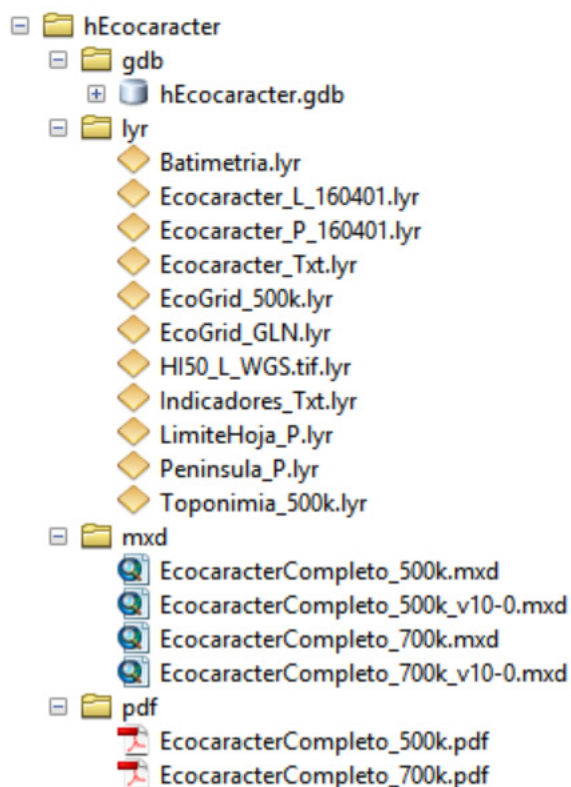 hEcocaracter
gdb
hEcocaracter.gdb
lyr
Batimetria.lyr
Ecocaracter_L_160401.lyr
Ecocaracter_P_160401.lyr
Ecocaracter_Txt.lyr
EcoGrid_500k.lyr
EcoGrid_GLN.lyr
HI50_L_WGS.tif.lyr
Indicadores_Txt.lyr
LimiteHoja_P.lyr
Peninsula_P.lyr
Toponimia_500k.lyr
mxd
EcocaracterCompleto_500k.mxd
EcocaracterCompleto_500k_v10-0.mxd
EcocaracterCompleto_700k.mxd
EcocaracterCompleto_700k_v10-0.mxd
pdf
EcocaracterCompleto_500k.pdf
EcocaracterCompleto_700k.pdf